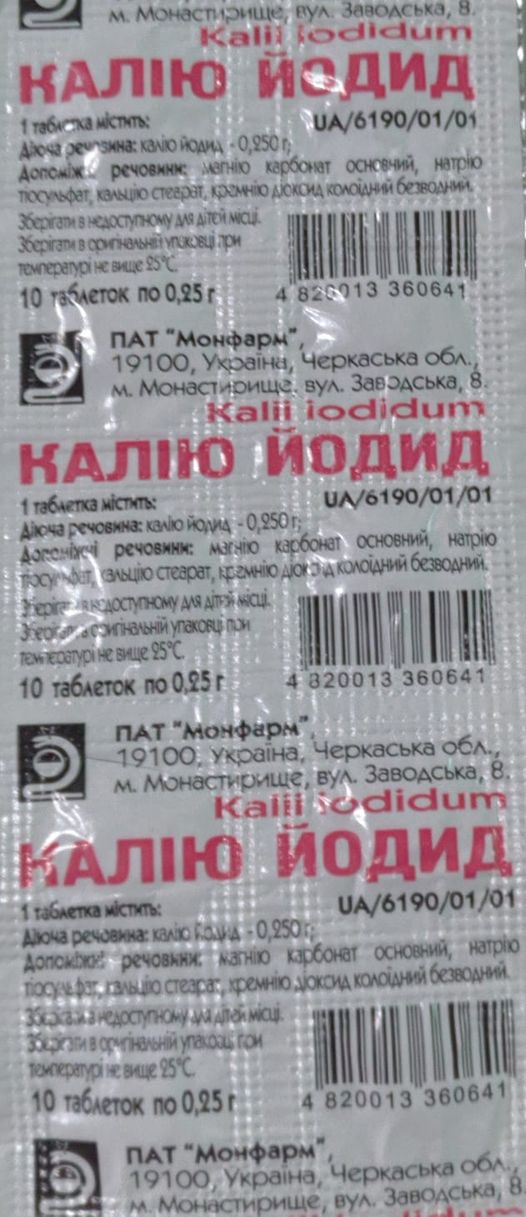 м. Монастирище, вул. Заводська, 8.
Kalii iodidum
КАЛІЮ ЙОДИД
1 таблетка містить: UA/6190/01/01
Діюча речовина: калію йодид - 0,250 г;
Допоміжні речовини: магнію карбонат основний, натрію
тіосульфат, кальцію стеарат, кремнію діоксид колоїдний безводний.
Зберігати в недоступному для дітей місці.
Зберігати в оригінальній упаковці при
температурі не вище 25°C.
10 таблеток по 0,25 г
4 820013 360641
ПАТ "Монфарм",
19100, Україна, Черкаська обл.,
м. Монастирище, вул. Заводська, 8.
Kalii iodidum
КАЛІЮ ЙОДИД
1 таблетка містить: UA/6190/01/01
Діюча речовина: калію йодид - 0,250 г;
Допоміжні речовини: магнію карбонат основний, натрію
тіосульфат, кальцію стеарат, кремнію діоксид колоїдний безводний.
Зберігати в недоступному для дітей місці.
Зберігати в оригінальній упаковці при
температурі не вище 25°C.
10 таблеток по 0,25 г
4 820013 360641
ПАТ "Монфарм",
19100, Україна, Черкаська обл.,
м. Монастирище, вул. Заводська, 8.
Kalii iodidum
КАЛІЮ ЙОДИД
1 таблетка містить: UA/6190/01/01
Діюча речовина: калію йодид - 0,250 г;
Допоміжні речовини: магнію карбонат основний, натрію
тіосульфат, кальцію стеарат, кремнію діоксид колоїдний безводний.
Зберігати в недоступному для дітей місці.
Зберігати в оригінальній упаковці при
температурі не вище 25°C.
10 таблеток по 0,25 г
4 820013 360641
ПАТ "Монфарм",
19100, Україна, Черкаська обл.,
м. Монастирище, вул. Заводська, 8